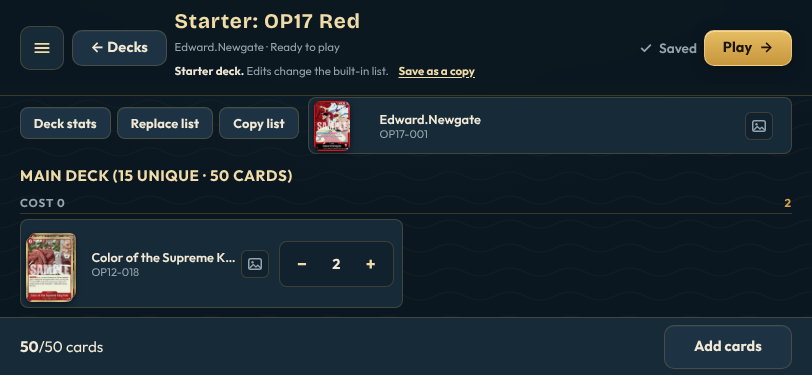 Starter: OP17 Red
← Decks
Edward.Newgate · Ready to play
Starter deck. Edits change the built-in list. Save as a copy
✓ Saved
Play →
Deck stats
Replace list
Copy list
Edward.Newgate
OP17-001
MAIN DECK (15 UNIQUE · 50 CARDS)
COST 0
2
Color of the Supreme K...
OP12-018
SAMPLE
− 2 +
50/50 cards
Add cards